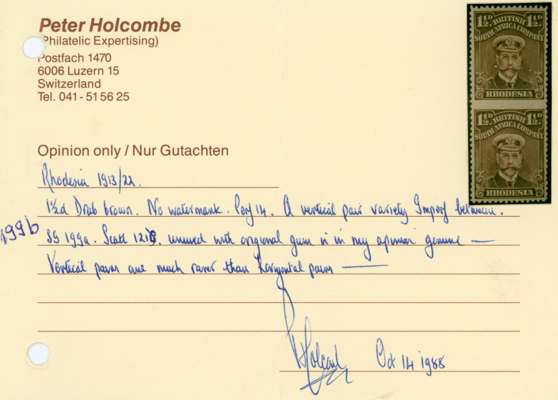 Peter Holcombe
(Philatelic Expertising)
Postfach 1470
6006 Luzern 15
Switzerland
Tel. 041 - 51 56 25
1½D 1½D
BRITISH
SOUTH AFRICA COMPANY
RHODESIA
1½D 1½D
BRITISH
SOUTH AFRICA COMPANY
RHODESIA
Opinion only / Nur Gutachten
Rhodesia 1913/22.
1½d Drab brown. No watermark. Perf 14. A vertical pair variety Imperf between.
199b
SG 199a. Scott unused with original gum is in my opinion genuine —
Vertical pairs are much rarer than horizontal pairs —
Holcombe Oct 14 1988